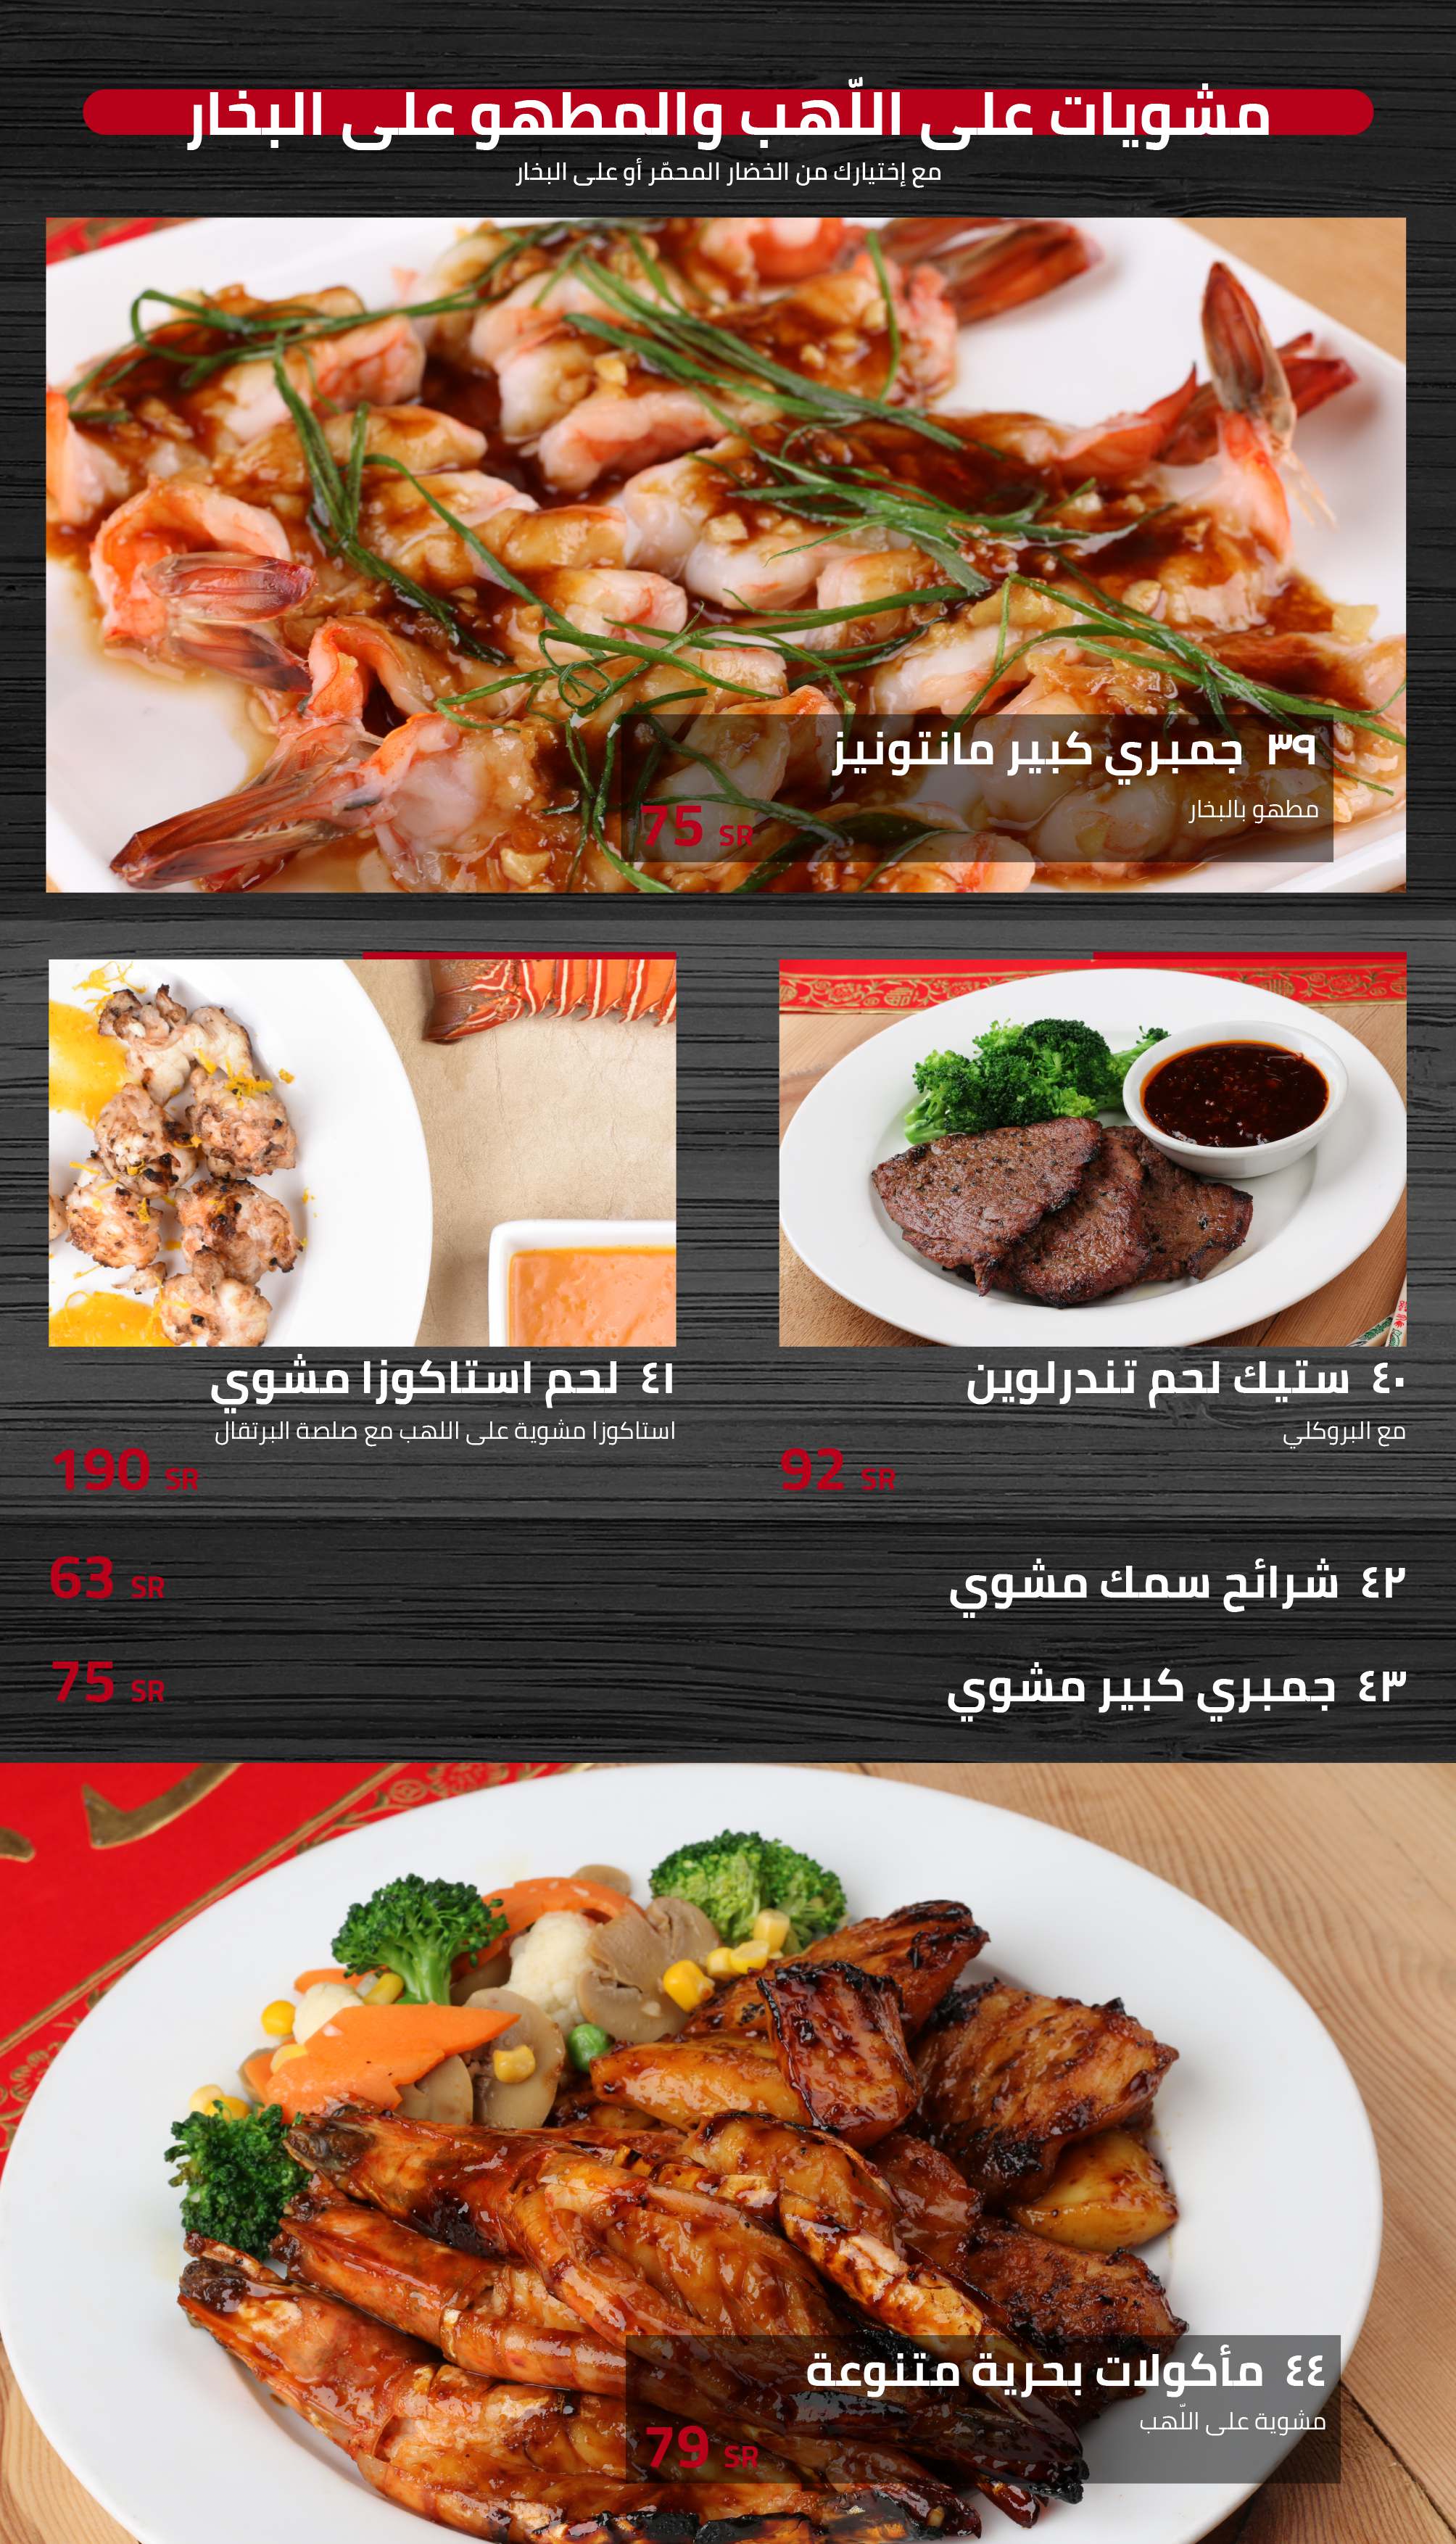 مشويات على اللّهب والمطهو على البخار
مع إختيارك من الخضار المحمّر أو على البخار
٣٩ جمبري كبير مانتونيز
مطهو بالبخار
75 SR
٤٠ ستيك لحم تندرلوين
مع البروكلي
92 SR
٤١ لحم استاكوزا مشوي
استاكوزا مشوية على اللهب مع صلصة البرتقال
190 SR
٤٢ شرائح سمك مشوي
63 SR
٤٣ جمبري كبير مشوي
75 SR
٤٤ مأكولات بحرية متنوعة
مشوية على اللّهب
79 SR